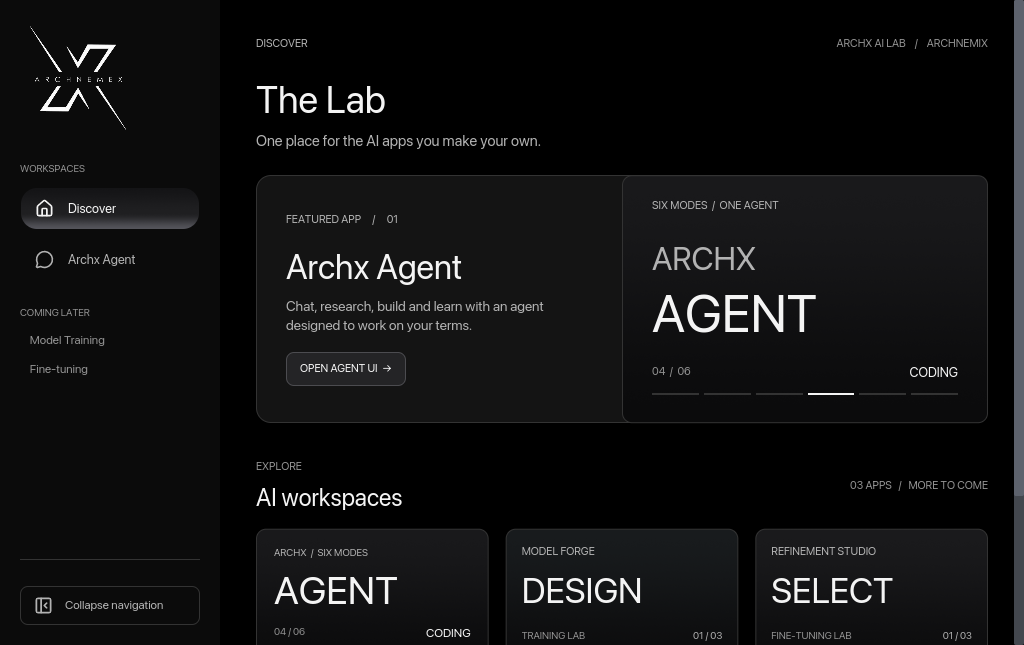 ARCHNEMEX
WORKSPACES
Discover
Archx Agent
COMING LATER
Model Training
Fine-tuning
Collapse navigation
DISCOVER
ARCHX AI LAB / ARCHNEMIX
The Lab
One place for the AI apps you make your own.
FEATURED APP / 01
Archx Agent
Chat, research, build and learn with an agent
designed to work on your terms.
OPEN AGENT UI →
SIX MODES / ONE AGENT
ARCHX
AGENT
04 / 06
CODING
EXPLORE
AI workspaces
03 APPS / MORE TO COME
ARCHX / SIX MODES
AGENT
04 / 06
CODING
MODEL FORGE
DESIGN
TRAINING LAB
01 / 03
REFINEMENT STUDIO
SELECT
FINE-TUNING LAB
01 / 03